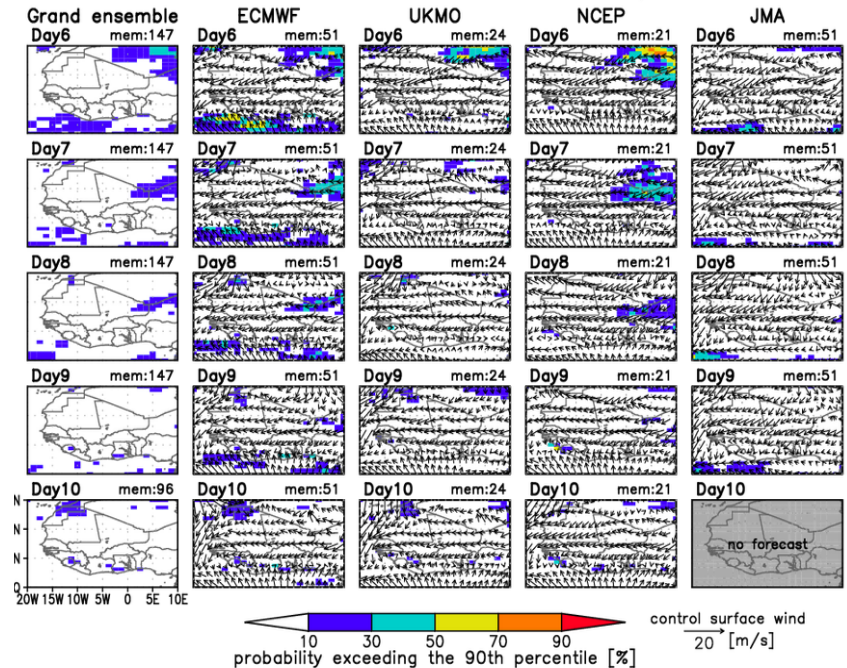 Grand ensemble ECMWF UKMO NCEP JMA
Day6 mem:147 Day6 mem:51 Day6 mem:24 Day6 mem:21 Day6 mem:51
Day7 mem:147 Day7 mem:51 Day7 mem:24 Day7 mem:21 Day7 mem:51
Day8 mem:147 Day8 mem:51 Day8 mem:24 Day8 mem:21 Day8 mem:51
Day9 mem:147 Day9 mem:51 Day9 mem:24 Day9 mem:21 Day9 mem:51
Day10 mem:96 Day10 mem:51 Day10 mem:24 Day10 mem:21 Day10
N
N
N no forecast
0
20W 15W 10W 5W 0 5E 10E
control surface wind
10 30 50 70 90 20 [m/s]
probability exceeding the 90th percentile [%]